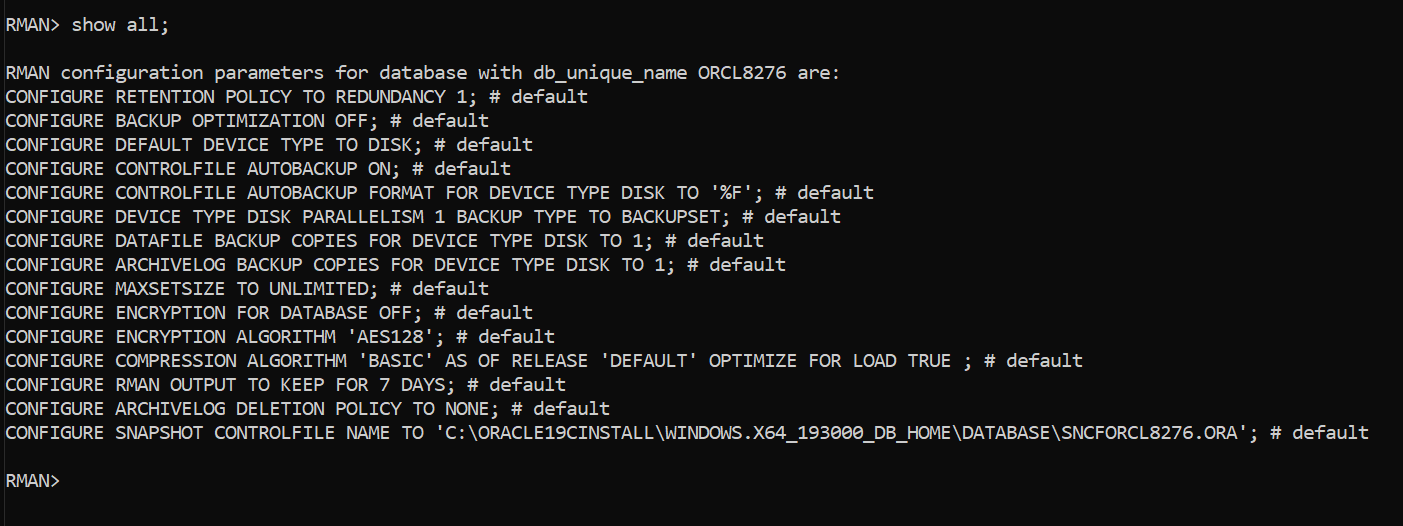 RMAN> show all;
RMAN configuration parameters for database with db_unique_name ORCL8276 are:
CONFIGURE RETENTION POLICY TO REDUNDANCY 1; # default
CONFIGURE BACKUP OPTIMIZATION OFF; # default
CONFIGURE DEFAULT DEVICE TYPE TO DISK; # default
CONFIGURE CONTROLFILE AUTOBACKUP ON; # default
CONFIGURE CONTROLFILE AUTOBACKUP FORMAT FOR DEVICE TYPE DISK TO '%F'; # default
CONFIGURE DEVICE TYPE DISK PARALLELISM 1 BACKUP TYPE TO BACKUPSET; # default
CONFIGURE DATAFILE BACKUP COPIES FOR DEVICE TYPE DISK TO 1; # default
CONFIGURE ARCHIVELOG BACKUP COPIES FOR DEVICE TYPE DISK TO 1; # default
CONFIGURE MAXSETSIZE TO UNLIMITED; # default
CONFIGURE ENCRYPTION FOR DATABASE OFF; # default
CONFIGURE ENCRYPTION ALGORITHM 'AES128'; # default
CONFIGURE COMPRESSION ALGORITHM 'BASIC' AS OF RELEASE 'DEFAULT' OPTIMIZE FOR LOAD TRUE ; # default
CONFIGURE RMAN OUTPUT TO KEEP FOR 7 DAYS; # default
CONFIGURE ARCHIVELOG DELETION POLICY TO NONE; # default
CONFIGURE SNAPSHOT CONTROLFILE NAME TO 'C:\ORACLE19CINSTALL\WINDOWS.X64_193000_DB_HOME\DATABASE\SNCFORCL8276.ORA'; # default
RMAN>